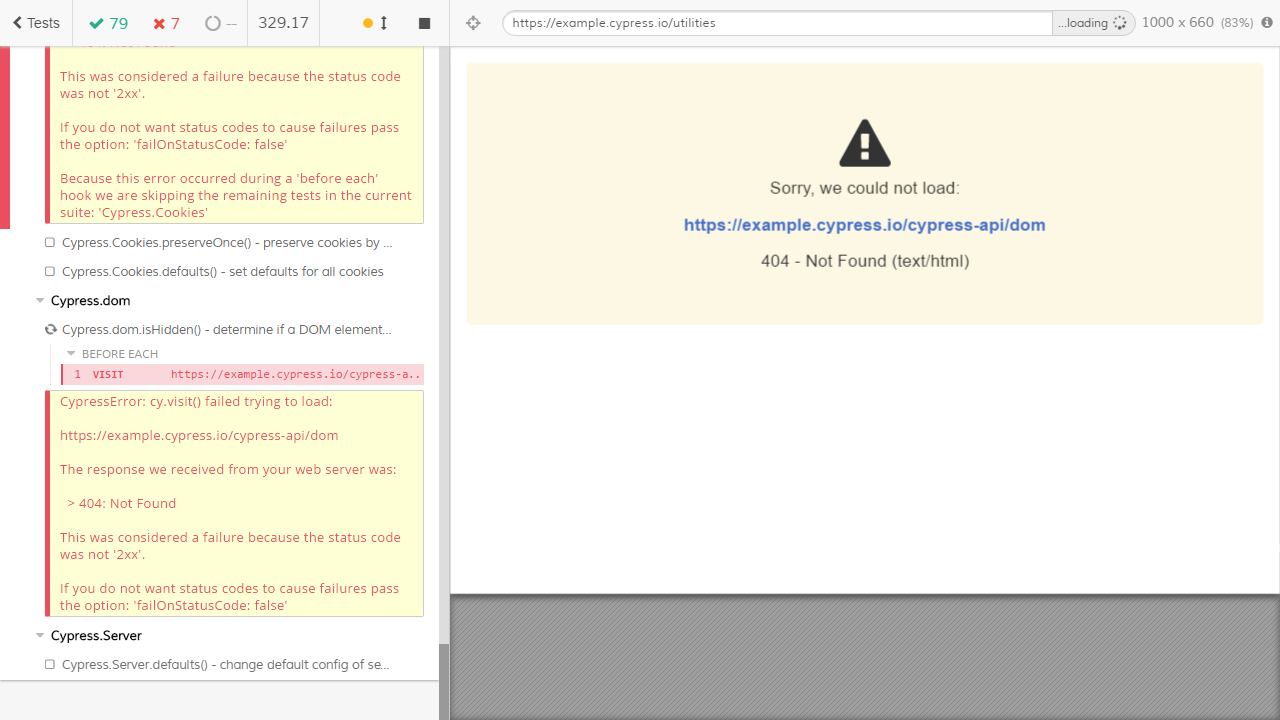 Tests
79
7
--
329.17
https://example.cypress.io/utilities
...loading
1000 x 660 (83%)
This was considered a failure because the status code
was not '2xx'.
If you do not want status codes to cause failures pass
the option: 'failOnStatusCode: false'
Because this error occurred during a 'before each'
hook we are skipping the remaining tests in the current
suite: 'Cypress.Cookies'
Cypress.Cookies.preserveOnce() - preserve cookies by ...
Cypress.Cookies.defaults() - set defaults for all cookies
Cypress.dom
Cypress.dom.isHidden() - determine if a DOM element...
BEFORE EACH
1 VISIT https://example.cypress.io/cypress-a..
CypressError: cy.visit() failed trying to load:
https://example.cypress.io/cypress-api/dom
The response we received from your web server was:
> 404: Not Found
This was considered a failure because the status code
was not '2xx'.
If you do not want status codes to cause failures pass
the option: 'failOnStatusCode: false'
Cypress.Server
Cypress.Server.defaults() - change default config of se...
Sorry, we could not load:
https://example.cypress.io/cypress-api/dom
404 - Not Found (text/html)